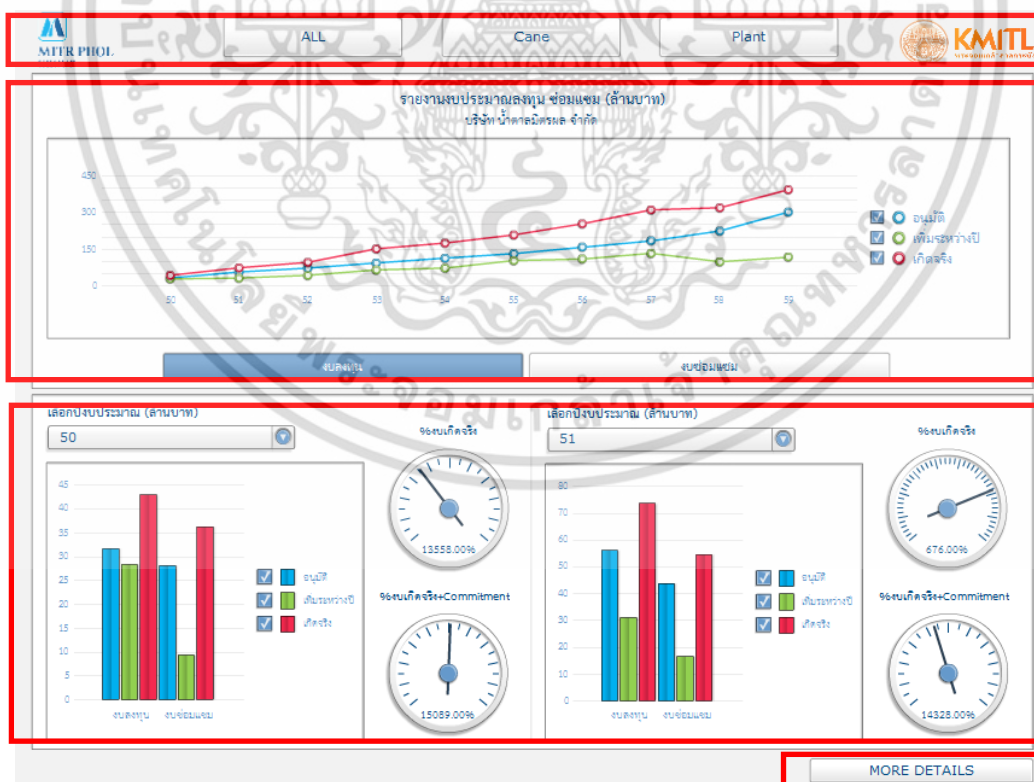 MITR PHOL
ALL
Cane
Plant
KMITL
รายงานงบประมาณลงทุน ซ่อมแซม (ล้านบาท)
บริษัท น้ำตาลมิตรผล จำกัด
450
300
150
0
50 51 52 53 54 55 56 57 58 59
อนุมัติ
เพิ่มระหว่างปี
เกิดจริง
งบลงทุน
งบซ่อมแซม
เลือกปีงบประมาณ (ล้านบาท)
50
%งบเกิดจริง
13558.00%
45
40
35
30
25
20
15
10
5
0
งบลงทุน งบซ่อมแซม
อนุมัติ
เพิ่มระหว่างปี
เกิดจริง
%งบเกิดจริง+Commitment
15089.00%
เลือกปีงบประมาณ (ล้านบาท)
51
%งบเกิดจริง
676.00%
80
70
60
50
40
30
20
10
0
งบลงทุน งบซ่อมแซม
อนุมัติ
เพิ่มระหว่างปี
เกิดจริง
%งบเกิดจริง+Commitment
14328.00%
MORE DETAILS